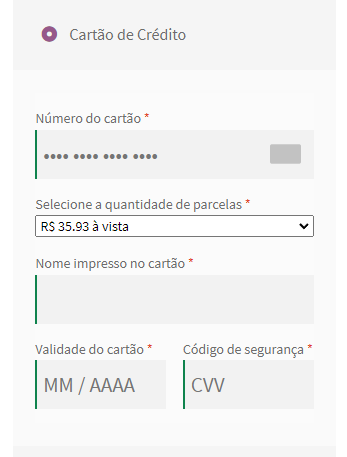 Cartão de Crédito
Número do cartão *
•••• •••• •••• ••••
Selecione a quantidade de parcelas *
R$ 35.93 à vista
Nome impresso no cartão *
Validade do cartão * Código de segurança *
MM / AAAA CVV